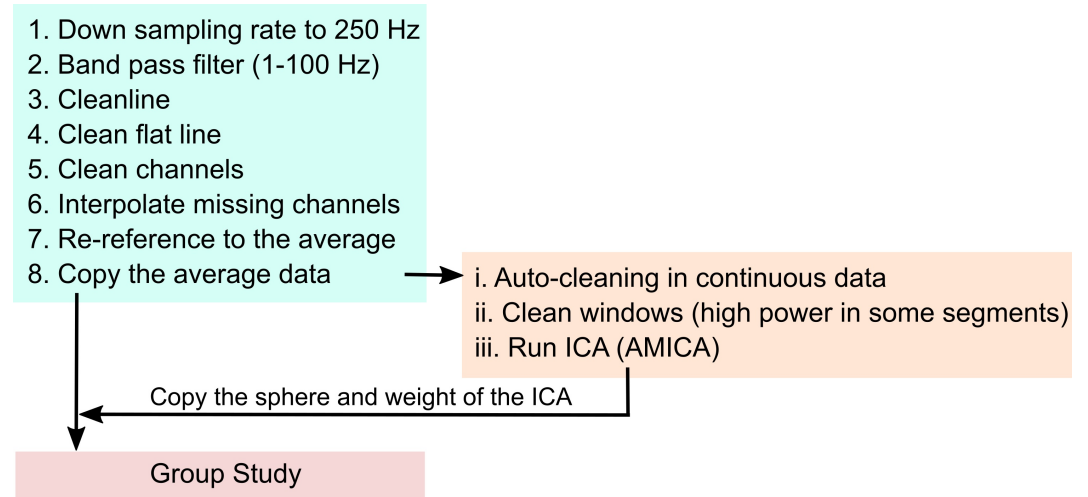 1. Down sampling rate to 250 Hz
2. Band pass filter (1-100 Hz)
3. Cleanline
4. Clean flat line
5. Clean channels
6. Interpolate missing channels
7. Re-reference to the average
8. Copy the average data
i. Auto-cleaning in continuous data
ii. Clean windows (high power in some segments)
iii. Run ICA (AMICA)
Copy the sphere and weight of the ICA
Group Study